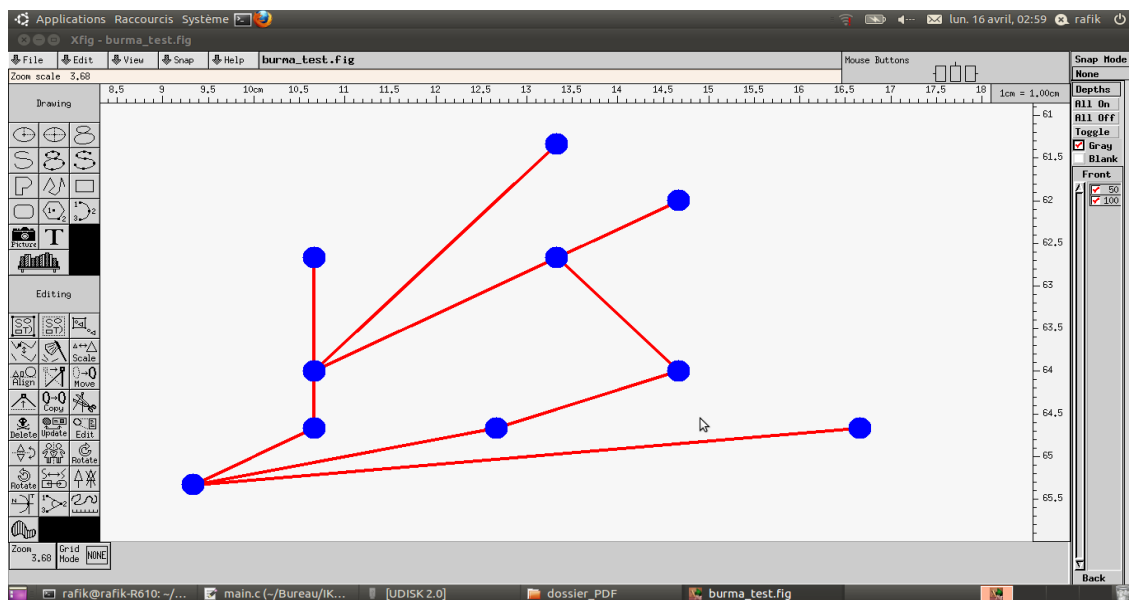 Applications Raccourcis Système lun. 16 avril, 02:59 rafik
Xfig - burma_test.fig
File Edit View Snap Help burma_test.fig Mouse Buttons Snap Mode
Zoom scale 3.68 None
8.5 9 9.5 10cm 10.5 11 11.5 12 12.5 13 13.5 14 14.5 15 15.5 16 16.5 17 17.5 18 1cm = 1.00cm Depths
Drawing 61 All On
All Off
Toggle
Gray
61.5 Blank
Front
50
62 100
Picture T
62.5
63
Editing
63.5
Scale
64
Align Move
Copy
64.5
Delete Update Edit
65
Rotate
Rotate
65.5
Zoom Grid
3.68 Mode NONE
Back
rafik@rafik-R610: ~/... main.c (~/Bureau/IK... [UDISK 2.0] dossier_PDF burma_test.fig